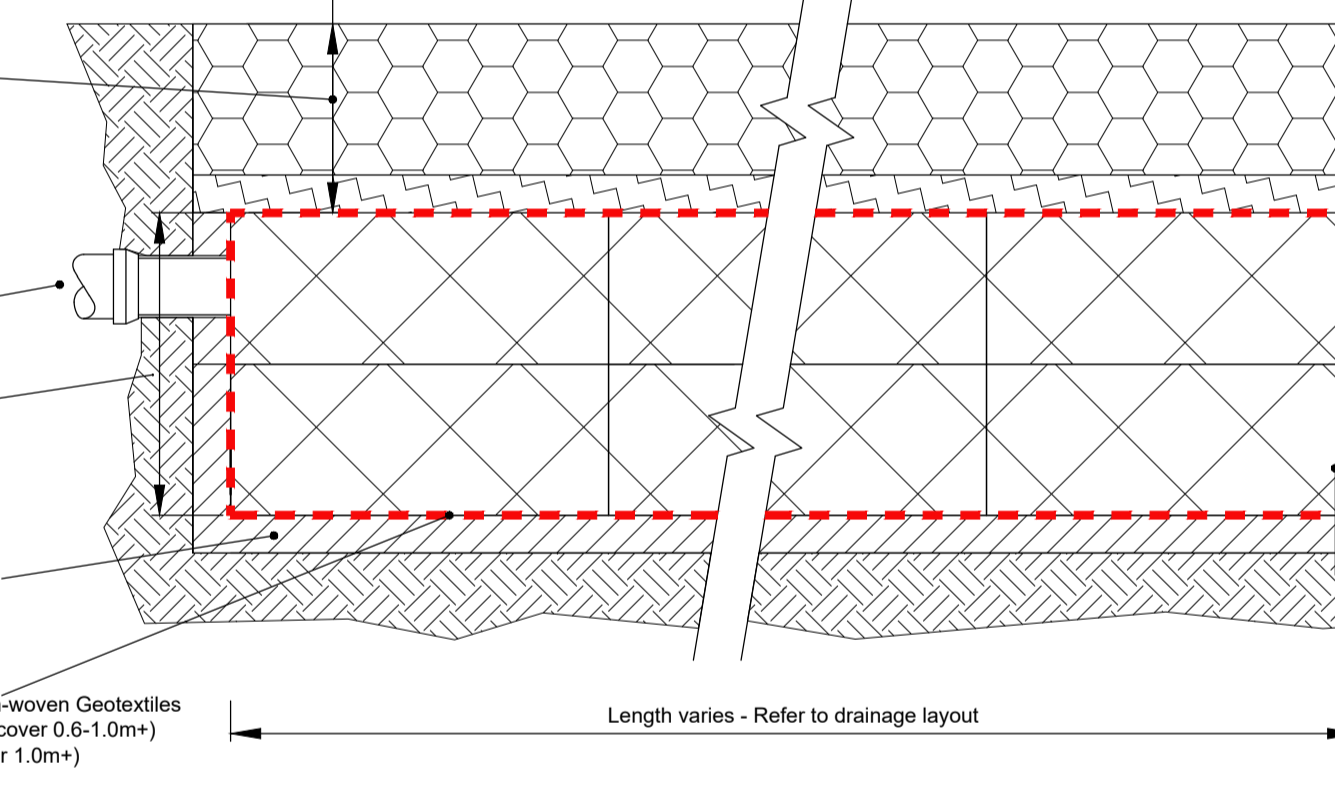 -woven Geotextiles
cover 0.6-1.0m+)
r 1.0m+)
Length varies - Refer to drainage layout